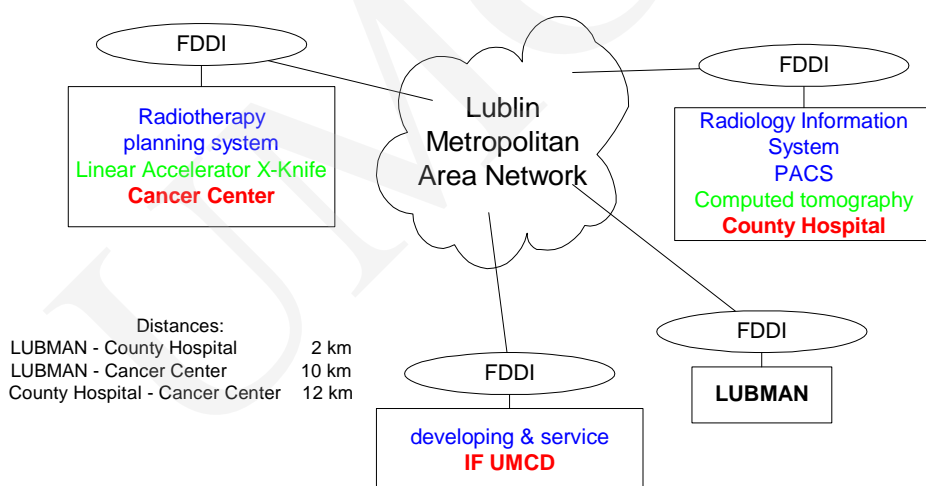 FDDI
Radiotherapy
planning system
Linear Accelerator X-Knife
Cancer Center
Lublin
Metropolitan
Area Network
FDDI
Radiology Information
System
PACS
Computed tomography
County Hospital
Distances:
LUBMAN - County Hospital 2 km
LUBMAN - Cancer Center 10 km
County Hospital - Cancer Center 12 km
FDDI
developing & service
IF UMCD
FDDI
LUBMAN